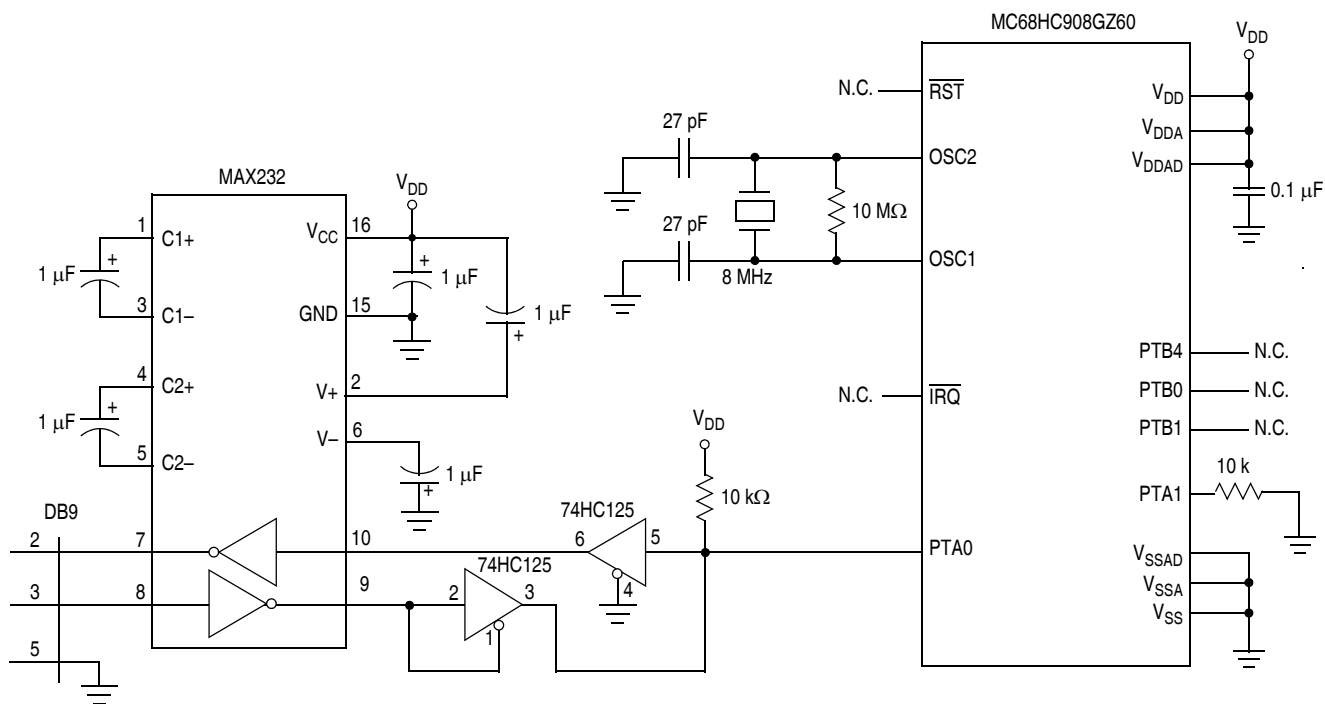 MC68HC908GZ60
VDD
N.C.
RST
VDD
27 pF
VDDA
OSC2
VDDAD
MAX232
VDD
0.1 µF
10 MΩ
1
C1+
VCC
16
27 pF
1 µF
+
+
1 µF
OSC1
8 MHz
3
C1–
GND
15
1 µF
+
4
C2+
V+
2
PTB4
N.C.
1 µF
+
N.C.
IRQ
PTB0
N.C.
VDD
6
V–
PTB1
N.C.
5
C2–
1 µF
+
10 k
10 kΩ
PTA1
DB9
74HC125
2
7
10
6
5
PTA0
VSSAD
74HC125
4
3
8
9
2
3
VSSA
VSS
1
5